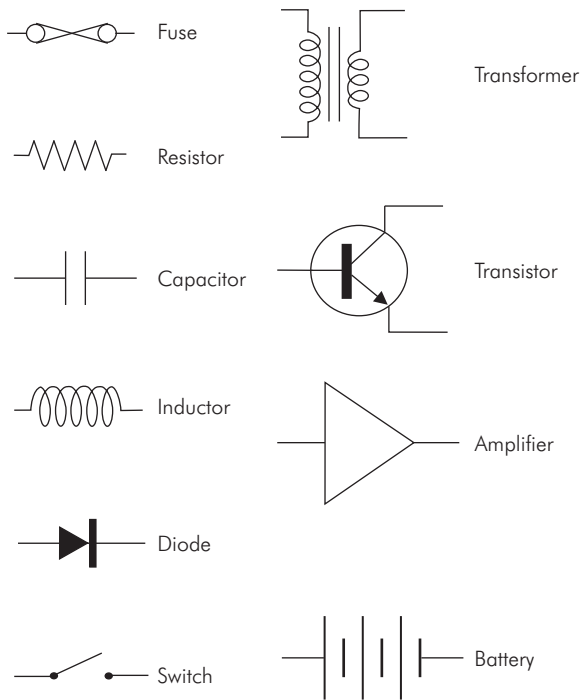 Fuse
Transformer
Resistor
Transistor
Capacitor
Inductor
Amplifier
Diode
Switch
Battery